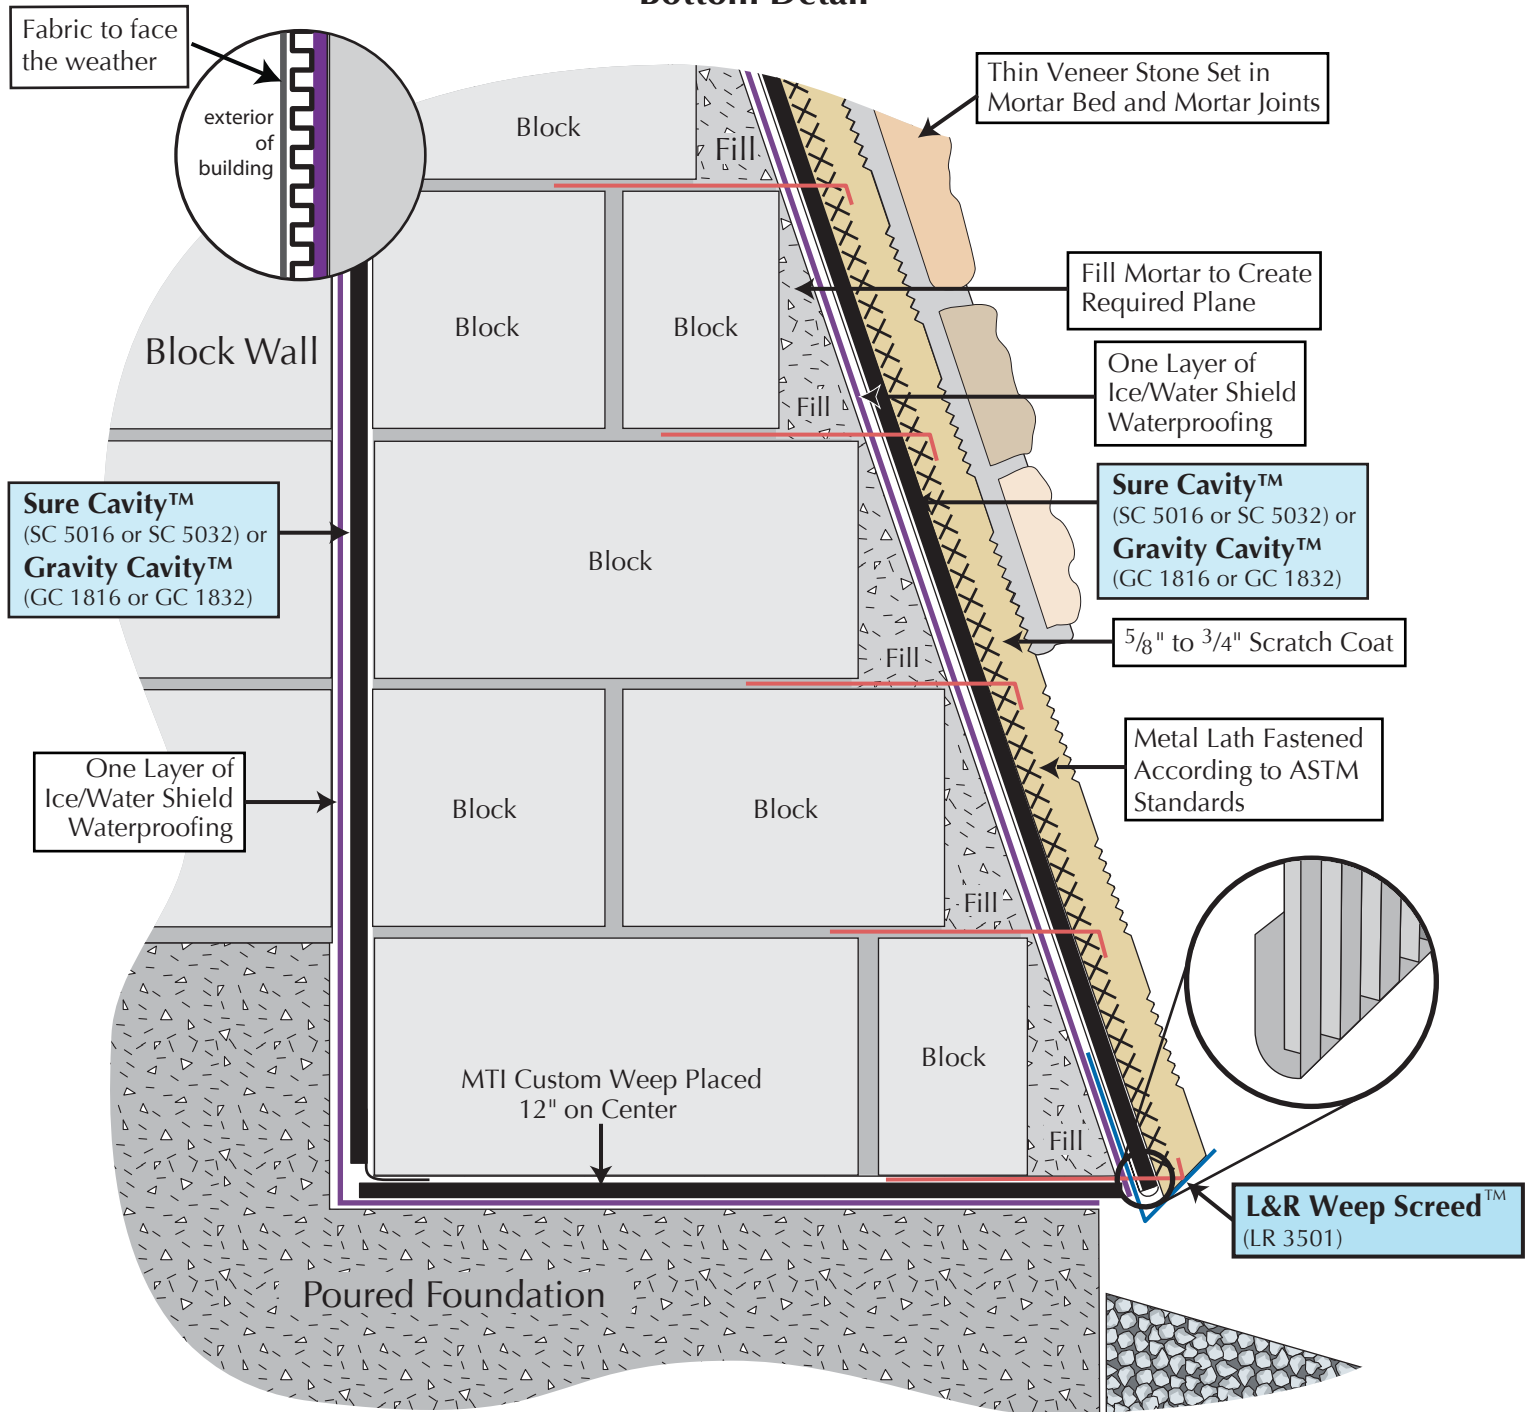 Bottom Detail
Fabric to face
the weather
exterior
of
building
Thin Veneer Stone Set in
Mortar Bed and Mortar Joints
Block
Fill
Fill Mortar to Create
Required Plane
Block Wall
Block
Block
One Layer of
Ice/Water Shield
Waterproofing
Fill
Sure Cavity™
(SC 5016 or SC 5032) or
Gravity Cavity™
(GC 1816 or GC 1832)
Sure Cavity™
(SC 5016 or SC 5032) or
Gravity Cavity™
(GC 1816 or GC 1832)
Block
5/8" to 3/4" Scratch Coat
Fill
Metal Lath Fastened
According to ASTM
Standards
One Layer of
Ice/Water Shield
Waterproofing
Block
Block
Fill
Block
MTI Custom Weep Placed
12" on Center
Fill
L&R Weep Screed™
(LR 3501)
Poured Foundation